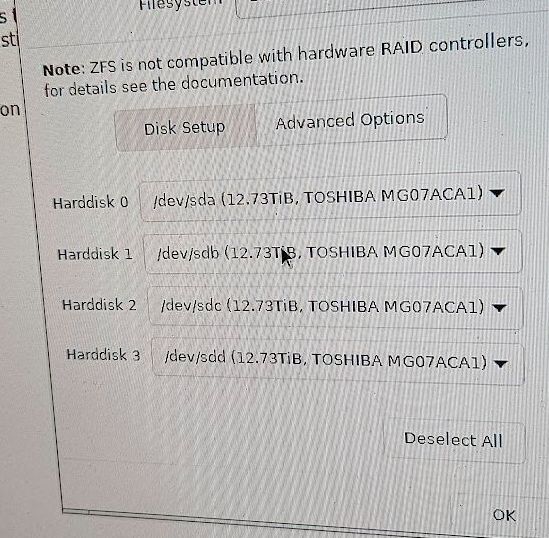 Filesystem
Note: ZFS is not compatible with hardware RAID controllers,
for details see the documentation.
on
Disk Setup
Advanced Options
Harddisk 0
/dev/sda (12.73TiB, TOSHIBA MG07ACA1)
Harddisk 1
/dev/sdb (12.73TiB, TOSHIBA MG07ACA1)
Harddisk 2
/dev/sdc (12.73TiB, TOSHIBA MG07ACA1)
Harddisk 3
/dev/sdd (12.73TiB, TOSHIBA MG07ACA1)
Deselect All
OK